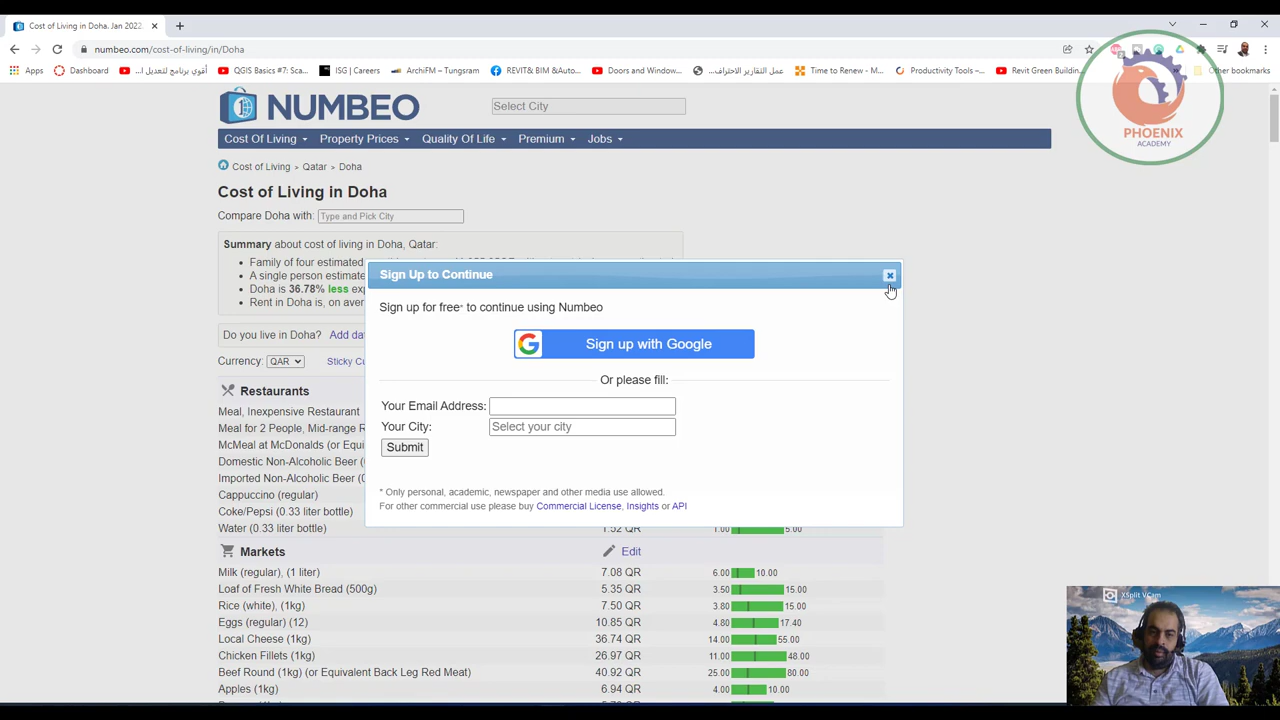 Cost of Living in Doha. Jan 2022
numbeo.com/cost-of-living/in/Doha
Apps Dashboard أقوي برنامج لتعديل ا... QGIS Basics #7: Sca... ISG | Careers ArchiFM – Tungsram REVIT& BIM &Auto... Doors and Window... عمل التقارير الاحتراف... Time to Renew - M... Productivity Tools –... Revit Green Buildin... Other bookmarks
PHOENIX
ACADEMY
NUMBEO
Select City
Cost Of Living Property Prices Quality Of Life Premium Jobs
Cost of Living > Qatar > Doha
Cost of Living in Doha
Compare Doha with: Type and Pick City
Summary about cost of living in Doha, Qatar:
Family of four estimated
A single person estimate
Doha is 36.78% less exp
Rent in Doha is, on aver
Do you live in Doha? Add dat
Currency: QAR Sticky Cu
Sign Up to Continue
Sign up for free* to continue using Numbeo
Sign up with Google
Or please fill:
Your Email Address:
Your City: Select your city
Submit
* Only personal, academic, newspaper and other media use allowed.
For other commercial use please buy Commercial License, Insights or API
Restaurants
Meal, Inexpensive Restaurant
Meal for 2 People, Mid-range R
McMeal at McDonalds (or Equi
Domestic Non-Alcoholic Beer (
Imported Non-Alcoholic Beer (
Cappuccino (regular)
Coke/Pepsi (0.33 liter bottle)
Water (0.33 liter bottle) 1.52 QR 1.00 5.00
Markets Edit
Milk (regular), (1 liter) 7.08 QR 6.00 10.00
Loaf of Fresh White Bread (500g) 5.35 QR 3.50 15.00
Rice (white), (1kg) 7.50 QR 3.80 15.00
Eggs (regular) (12) 10.85 QR 4.80 17.40
Local Cheese (1kg) 36.74 QR 14.00 55.00
Chicken Fillets (1kg) 26.97 QR 11.00 48.00
Beef Round (1kg) (or Equivalent Back Leg Red Meat) 40.92 QR 25.00 80.00
Apples (1kg) 6.94 QR 4.00 10.00
XSplit VCam